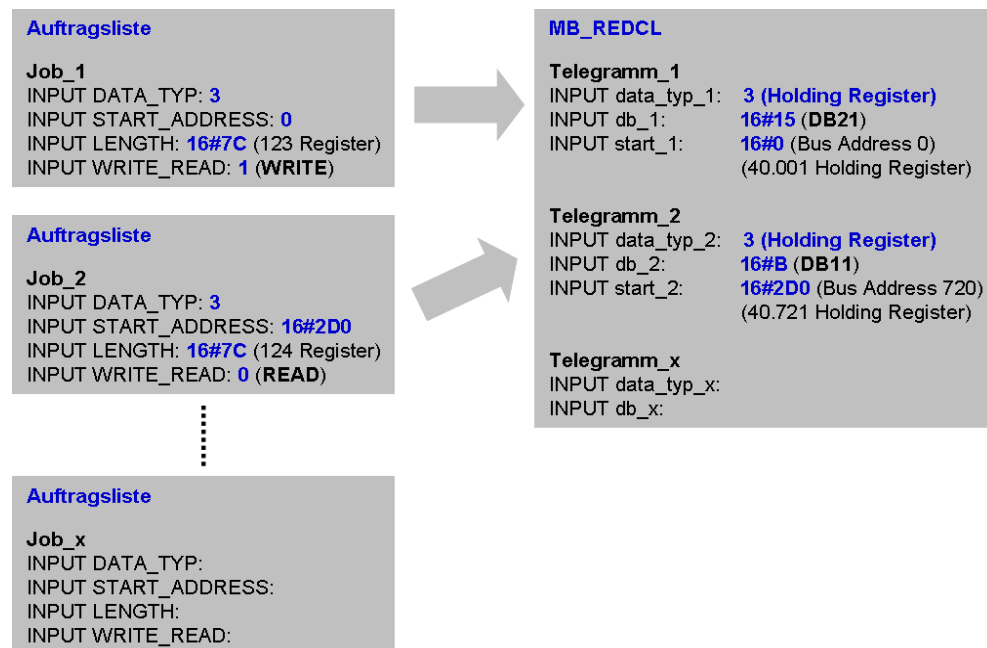 Auftragsliste
Job_1
INPUT DATA_TYP: 3
INPUT START_ADDRESS: 0
INPUT LENGTH: 16#7C (123 Register)
INPUT WRITE_READ: 1 (WRITE)
Auftragsliste
Job_2
INPUT DATA_TYP: 3
INPUT START_ADDRESS: 16#2D0
INPUT LENGTH: 16#7C (124 Register)
INPUT WRITE_READ: 0 (READ)
Auftragsliste
Job_x
INPUT DATA_TYP:
INPUT START_ADDRESS:
INPUT LENGTH:
INPUT WRITE_READ:
MB_REDCL
Telegramm_1
INPUT data_typ_1: 3 (Holding Register)
INPUT db_1: 16#15 (DB21)
INPUT start_1: 16#0 (Bus Address 0)
(40.001 Holding Register)
Telegramm_2
INPUT data_typ_2: 3 (Holding Register)
INPUT db_2: 16#B (DB11)
INPUT start_2: 16#2D0 (Bus Address 720)
(40.721 Holding Register)
Telegramm_x
INPUT data_typ_x:
INPUT db_x: